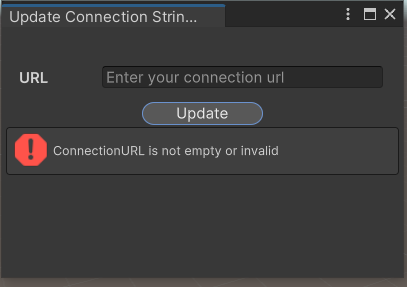 Update Connection Strin...
URL
Enter your connection url
Update
ConnectionURL is not empty or invalid